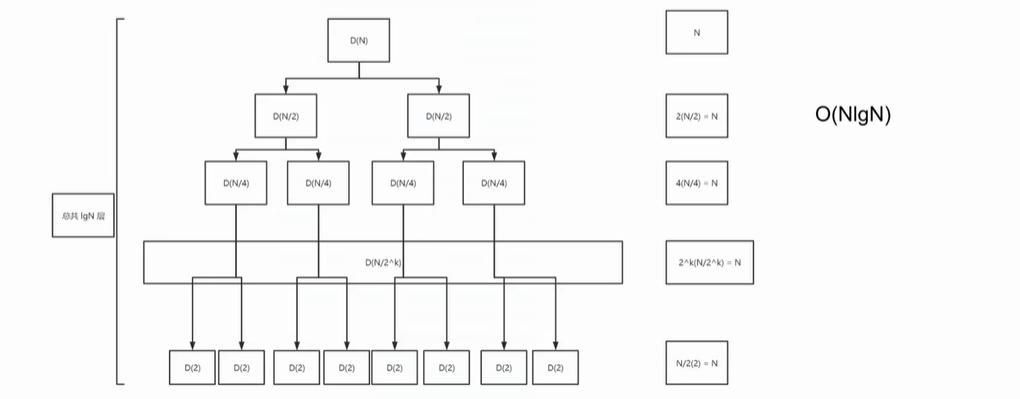 D(N)
N
D(N/2)
D(N/2)
2(N/2) = N
O(NlgN)
D(N/4)
D(N/4)
D(N/4)
D(N/4)
4(N/4) = N
总共 lgN 层
D(N/2^k)
2^k(N/2^k) = N
D(2)
D(2)
D(2)
D(2)
D(2)
D(2)
D(2)
D(2)
N/2(2) = N